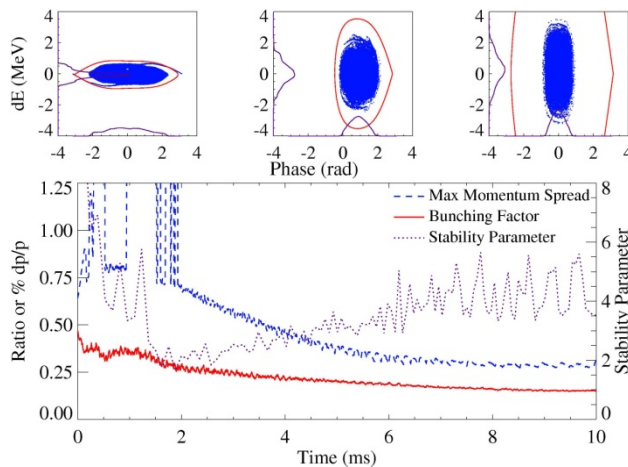 dE (MeV)
4
2
0
-2
-4
-4 -2 0 2 4
4
2
0
-2
-4
-4 -2 0 2 4
4
2
0
-2
-4
-4 -2 0 2 4
Phase (rad)
Ratio or % dp/p
1.25
1.00
0.75
0.50
0.25
0.00
Max Momentum Spread
Bunching Factor
Stability Parameter
8
6
4
2
0
Stability Parameter
0 2 4 6 8 10
Time (ms)